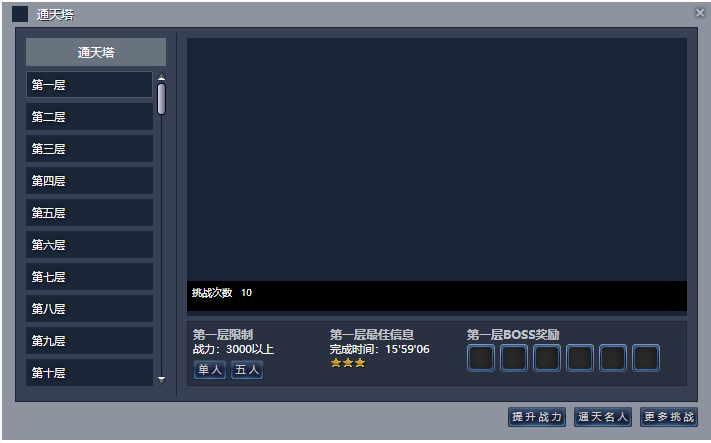 通天塔
通天塔
第一层
第二层
第三层
第四层
第五层
第六层
第七层
第八层
第九层
第十层
挑战次数 10
第一层限制
战力：3000以上
单人 五人
第一层最佳信息
完成时间：15'59'06
第一层BOSS奖励
提升战力 通天名人 更多挑战